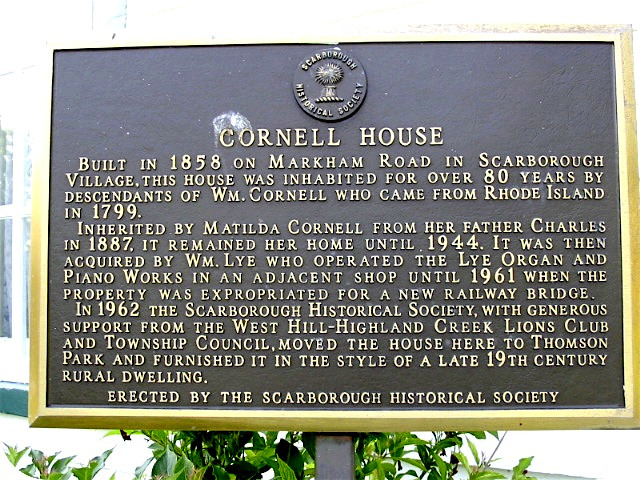 SCARBOROUGH
HISTORICAL SOCIETY
CORNELL HOUSE
BUILT IN 1858 ON MARKHAM ROAD IN SCARBOROUGH
VILLAGE, THIS HOUSE WAS INHABITED FOR OVER 80 YEARS BY
DESCENDANTS OF WM. CORNELL WHO CAME FROM RHODE ISLAND
IN 1799.
INHERITED BY MATILDA CORNELL FROM HER FATHER CHARLES
IN 1887, IT REMAINED HER HOME UNTIL 1944. IT WAS THEN
ACQUIRED BY WM. LYE WHO OPERATED THE LYE ORGAN AND
PIANO WORKS IN AN ADJACENT SHOP UNTIL 1961 WHEN THE
PROPERTY WAS EXPROPRIATED FOR A NEW RAILWAY BRIDGE.
IN 1962 THE SCARBOROUGH HISTORICAL SOCIETY, WITH GENEROUS
SUPPORT FROM THE WEST HILL-HIGHLAND CREEK LIONS CLUB
AND TOWNSHIP COUNCIL, MOVED THE HOUSE HERE TO THOMSON
PARK AND FURNISHED IT IN THE STYLE OF A LATE 19TH CENTURY
RURAL DWELLING.
ERECTED BY THE SCARBOROUGH HISTORICAL SOCIETY